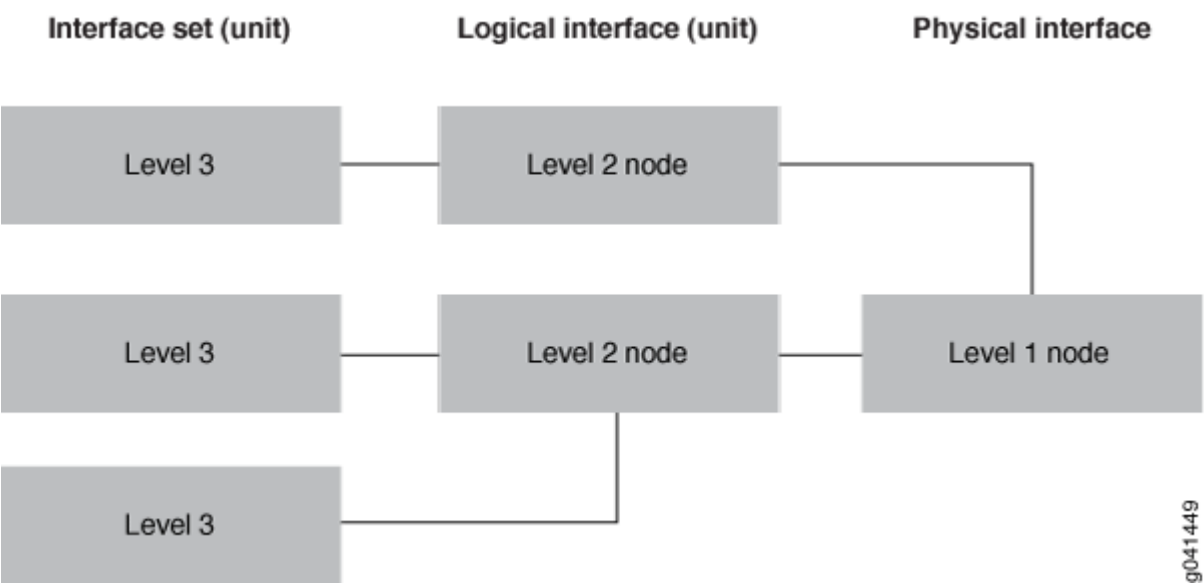 Interface set (unit)
Logical interface (unit)
Physical interface
Level 3
Level 2 node
Level 3
Level 2 node
Level 1 node
Level 3
g041449